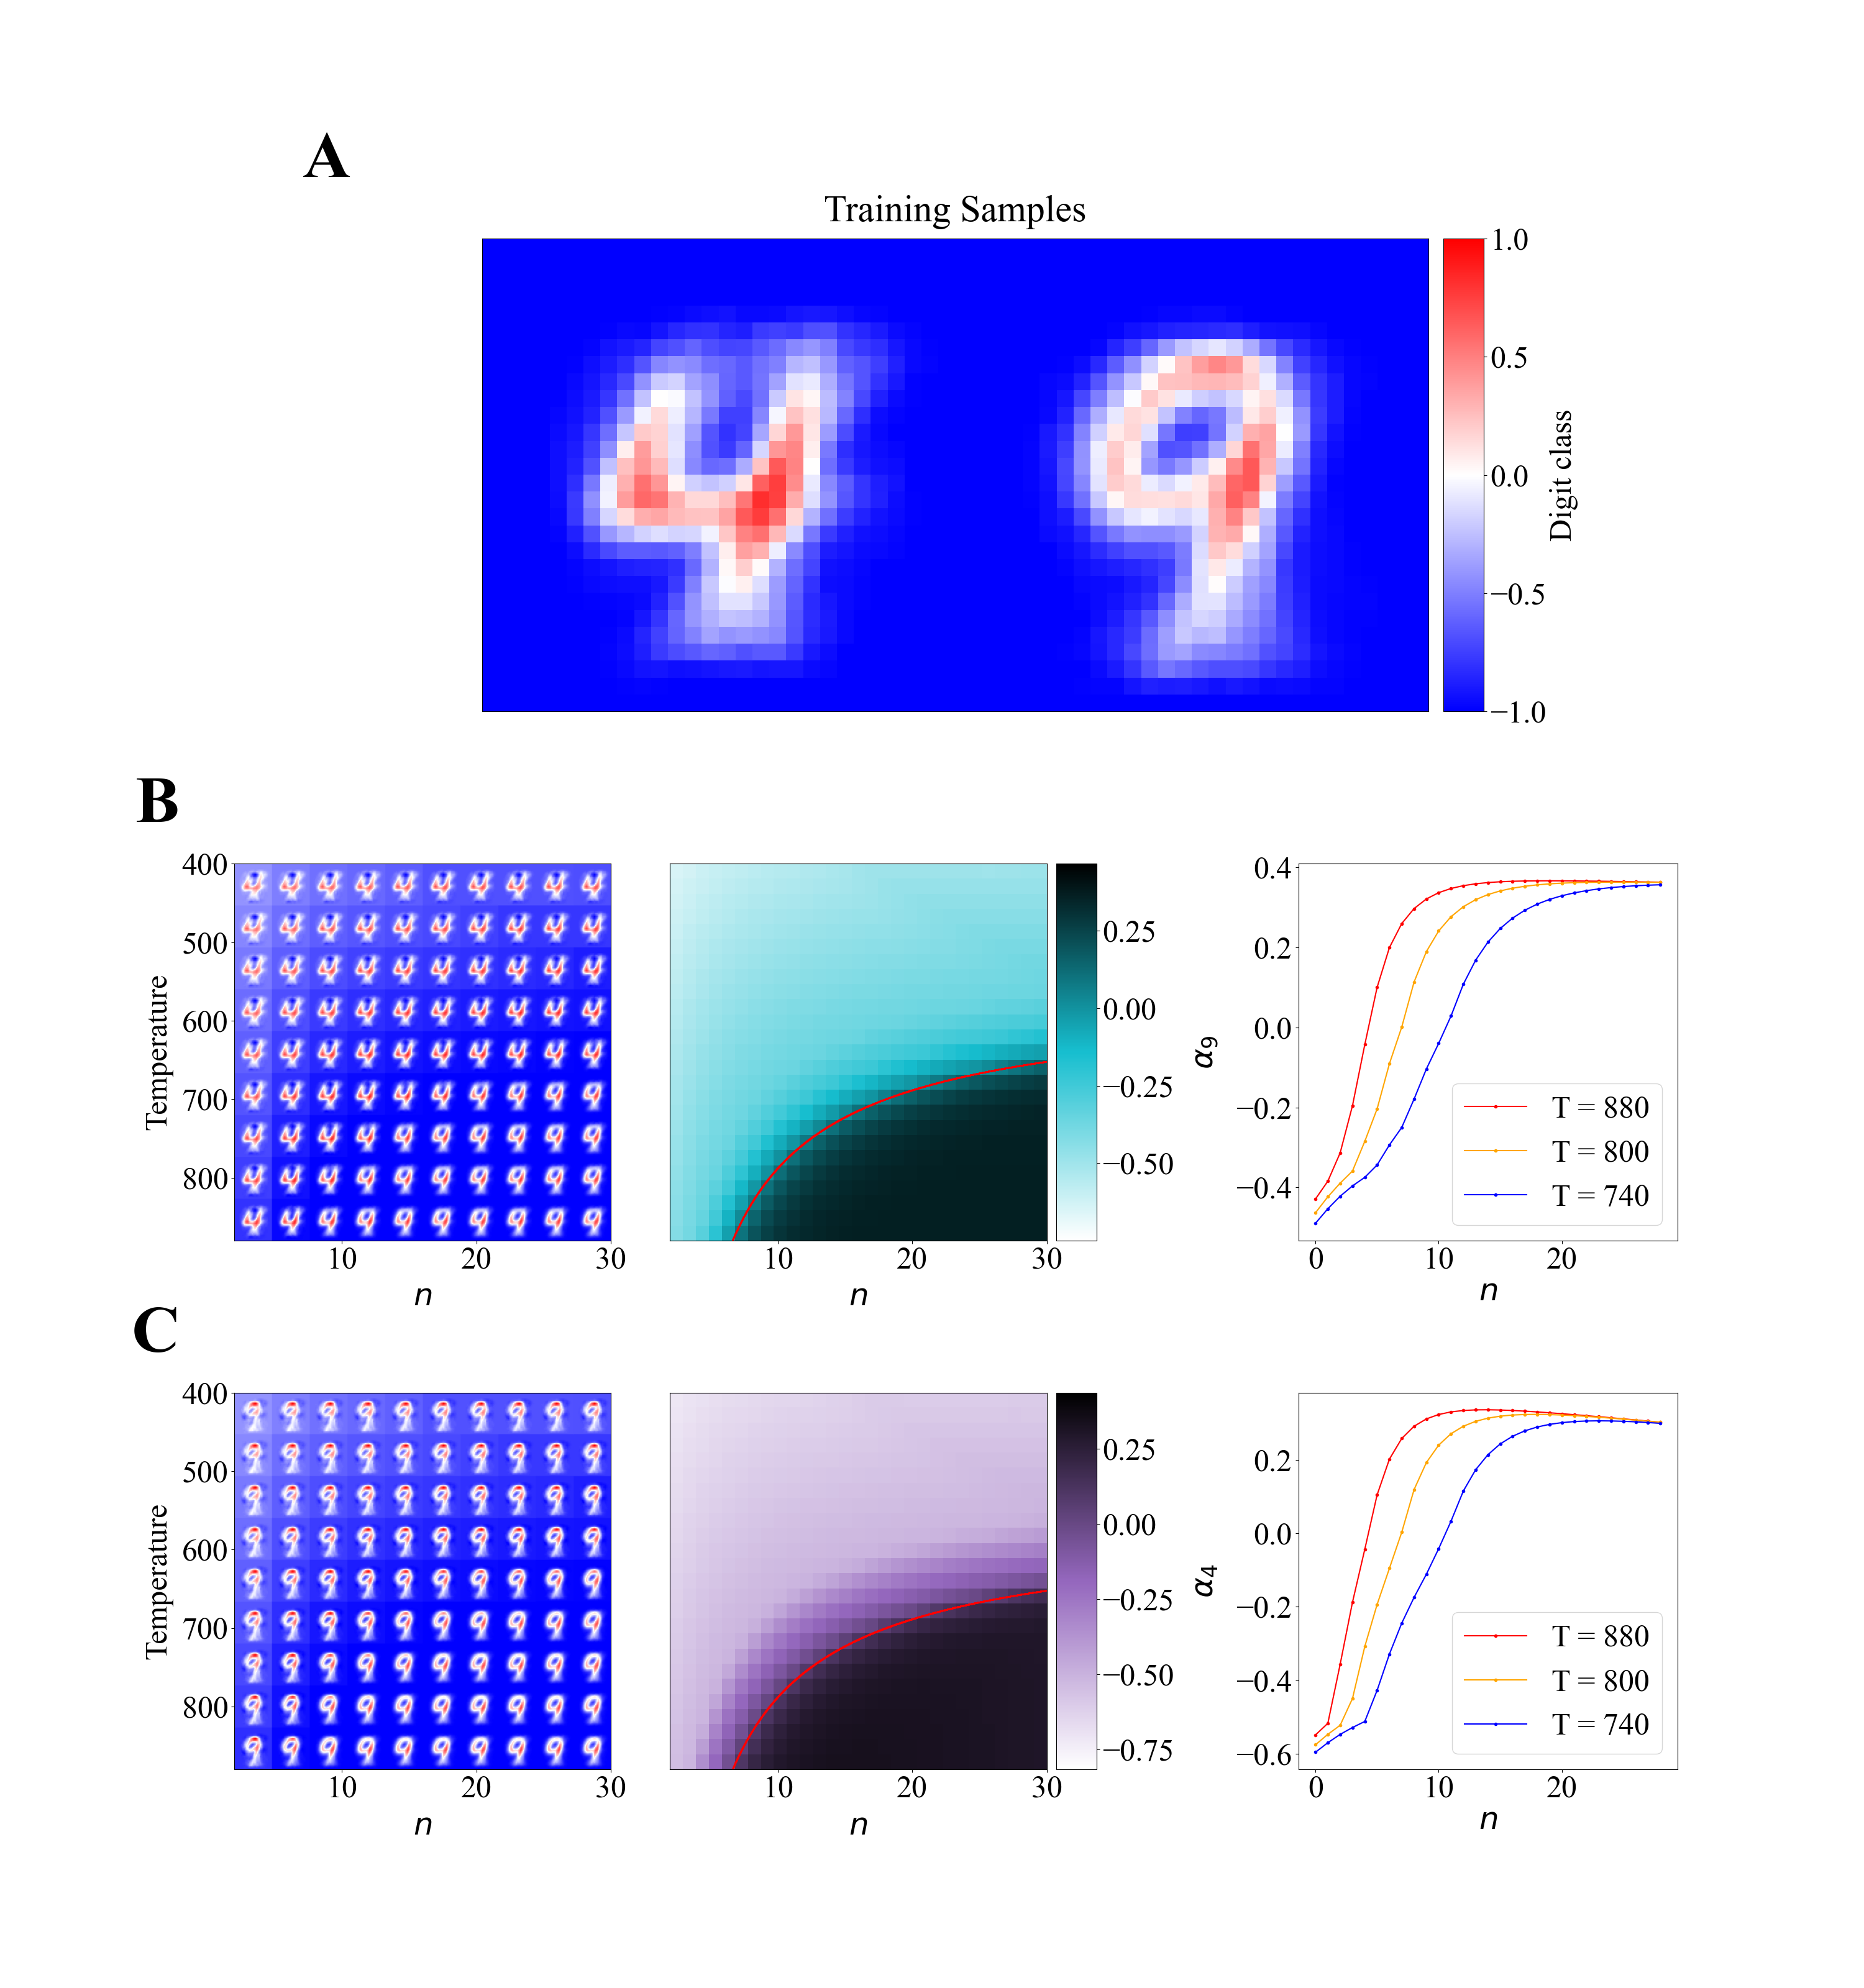 A
Training Samples
1.0
0.5
0.0
−0.5
−1.0
Digit class
B
400
500
600
700
800
Temperature
10 20 30
n
10 20 30
n
0.25
0.00
−0.25
−0.50
α9
0.4
0.2
0.0
−0.2
−0.4
T = 880
T = 800
T = 740
0 10 20
n
C
400
500
600
700
800
Temperature
10 20 30
n
10 20 30
n
0.25
0.00
−0.25
−0.50
−0.75
α4
0.2
0.0
−0.2
−0.4
−0.6
T = 880
T = 800
T = 740
0 10 20
n